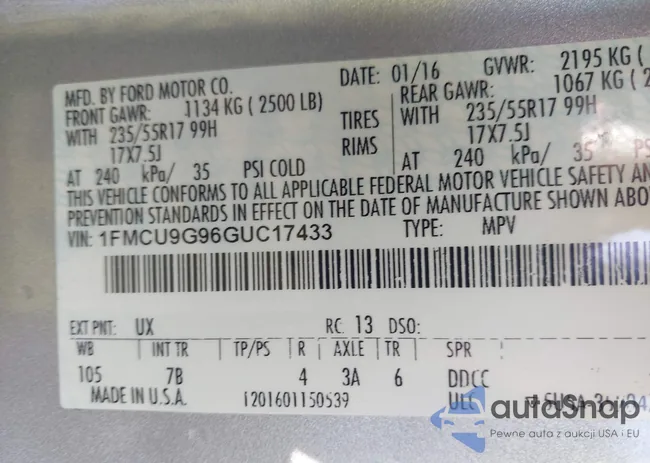 MFD. BY FORD MOTOR CO. DATE: 01/16 GVWR: 2195 KG (
FRONT GAWR: 1134 KG ( 2500 LB) REAR GAWR: 1067 KG ( 2
WITH 235/55R17 99H TIRES WITH 235/55R17 99H
17X7.5J RIMS 17X7.5J
AT 240 kPa/ 35 PSI COLD AT 240 kPa/ 35 PS
THIS VEHICLE CONFORMS TO ALL APPLICABLE FEDERAL MOTOR VEHICLE SAFETY AN
PREVENTION STANDARDS IN EFFECT ON THE DATE OF MANUFACTURE SHOWN ABO
VIN: 1FMCU9G96GUC17433 TYPE: MPV
EXT PNT: UX RC: 13 DSO:
WB INT TR TP/PS R AXLE TR SPR
105 7B 4 3A 6 DDCC
MADE IN U.S.A. I201601150539
autoSnap
Pewne auta z aukcji USA i EU